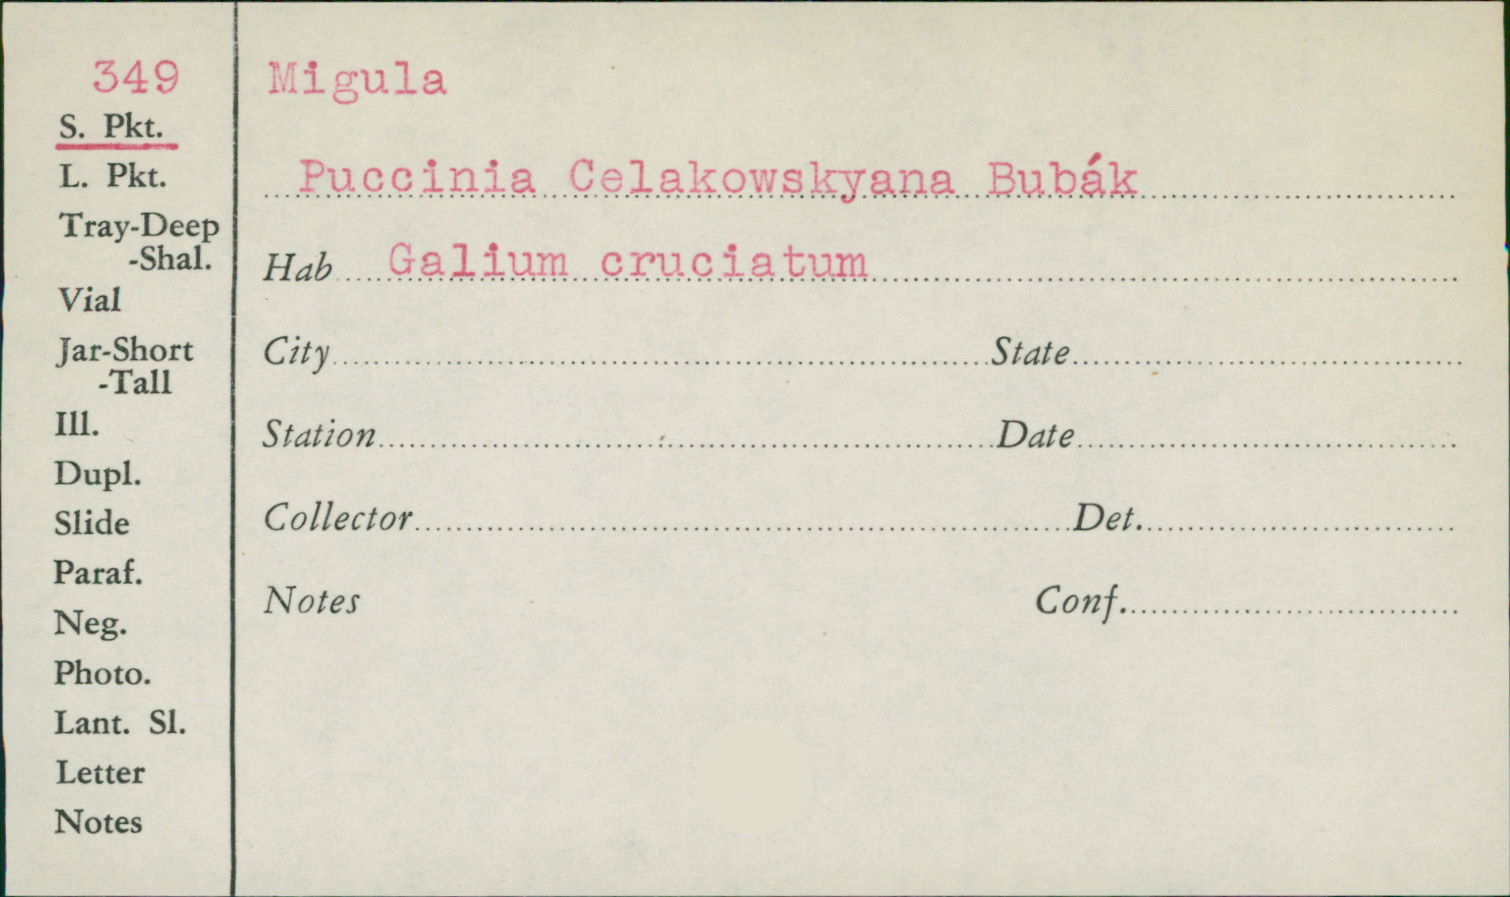 349
S. Pkt.
L. Pkt.
Tray-Deep
-Shal.
Vial
Jar-Short
-Tall
Ill.
Dupl.
Slide
Paraf.
Neg.
Photo.
Lant. Sl.
Letter
Notes
Migula
Puccinia Celakowskyana Bubák
Hab Galium cruciatum
City State
Station Date
Collector Det.
Notes Conf.